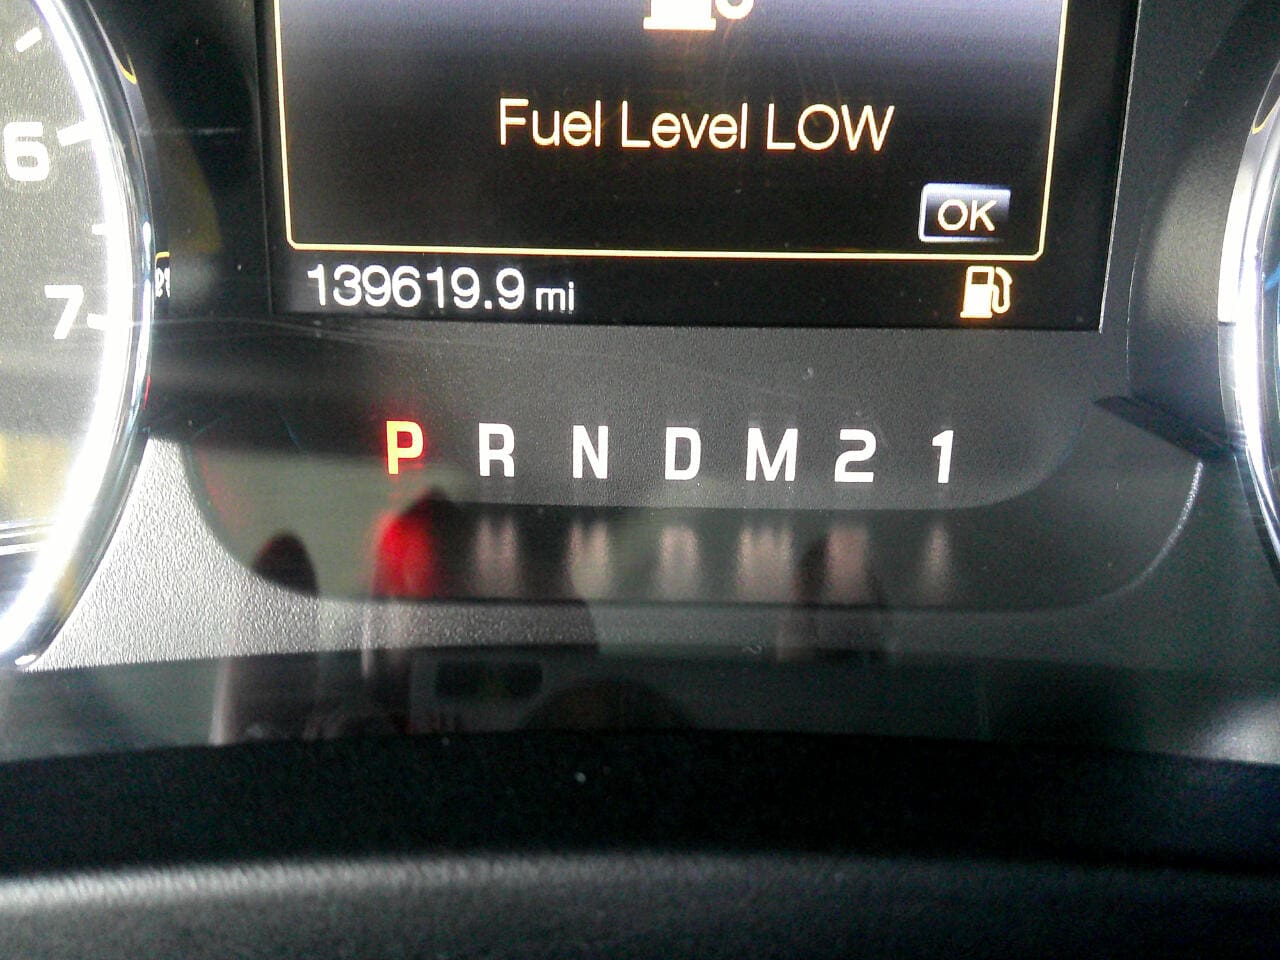 6
7
Fuel Level LOW
OK
139619.9 mi
P R N D M 2 1